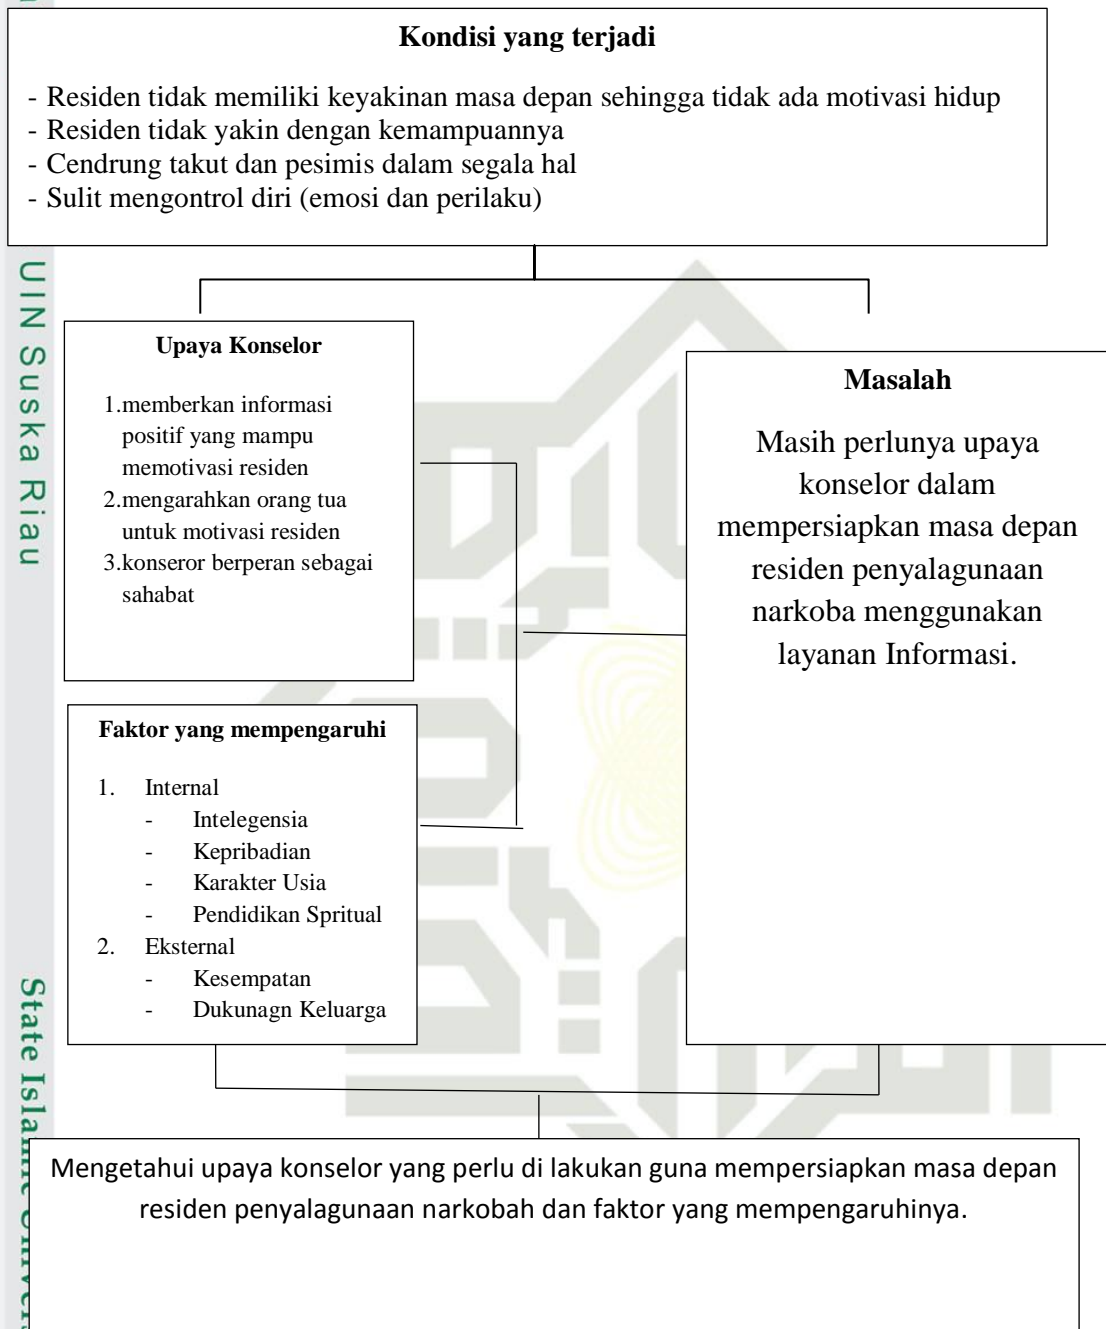 Kondisi yang terjadi
- Residen tidak memiliki keyakinan masa depan sehingga tidak ada motivasi hidup
- Residen tidak yakin dengan kemampuannya
- Cendrung takut dan pesimis dalam segala hal
- Sulit mengontrol diri (emosi dan perilaku)
UIN Suska Riau
Upaya Konselor
1.memberkan informasi
positif yang mampu
memotivasi residen
2.mengarahkan orang tua
untuk motivasi residen
3.konseror berperan sebagai
sahabat
Masalah
Masih perlunya upaya
konselor dalam
mempersiapkan masa depan
residen penyalagunaan
narkoba menggunakan
layanan Informasi.
Faktor yang mempengaruhi
1. Internal
- Intelegensia
- Kepribadian
- Karakter Usia
- Pendidikan Spritual
2. Eksternal
- Kesempatan
- Dukunagn Keluarga
State Islamic
Mengetahui upaya konselor yang perlu di lakukan guna mempersiapkan masa depan
residen penyalagunaan narkobah dan faktor yang mempengaruhinya.